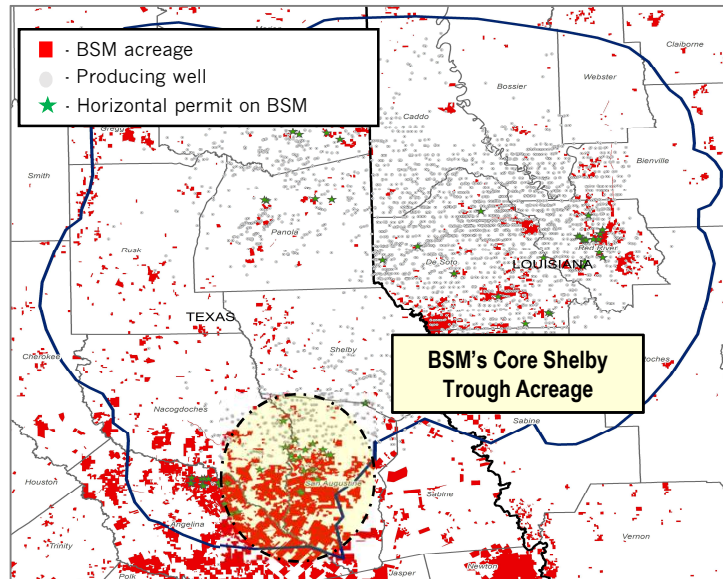 · BSM acreage
· Producing well
· Horizontal permit on BSM
Claiborne
Webster
Bossier
Caddo
Gregg
Smith
Bienville
Panola
Rusk
De Soto
Red River
LOUISIANA
TEXAS
Cherokee
Shelby
BSM's Core Shelby
Trough Acreage
Nacogdoches
Sabine
Houston
San Augustine
Sabine
Angelina
Vernon
Trinity
Newton
Jasper
Polk